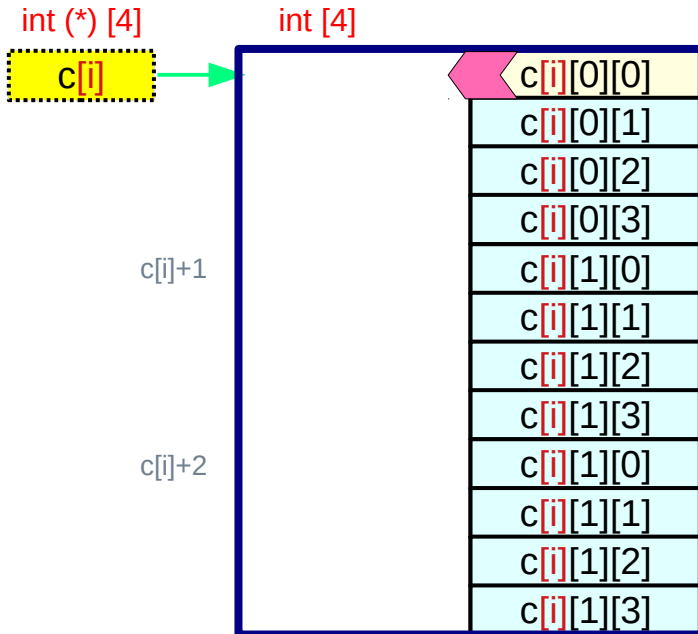 int (*) [4] int [4]
c[i] c[i][0][0]
c[i][0][1]
c[i][0][2]
c[i][0][3]
c[i]+1 c[i][1][0]
c[i][1][1]
c[i][1][2]
c[i][1][3]
c[i]+2 c[i][1][0]
c[i][1][1]
c[i][1][2]
c[i][1][3]